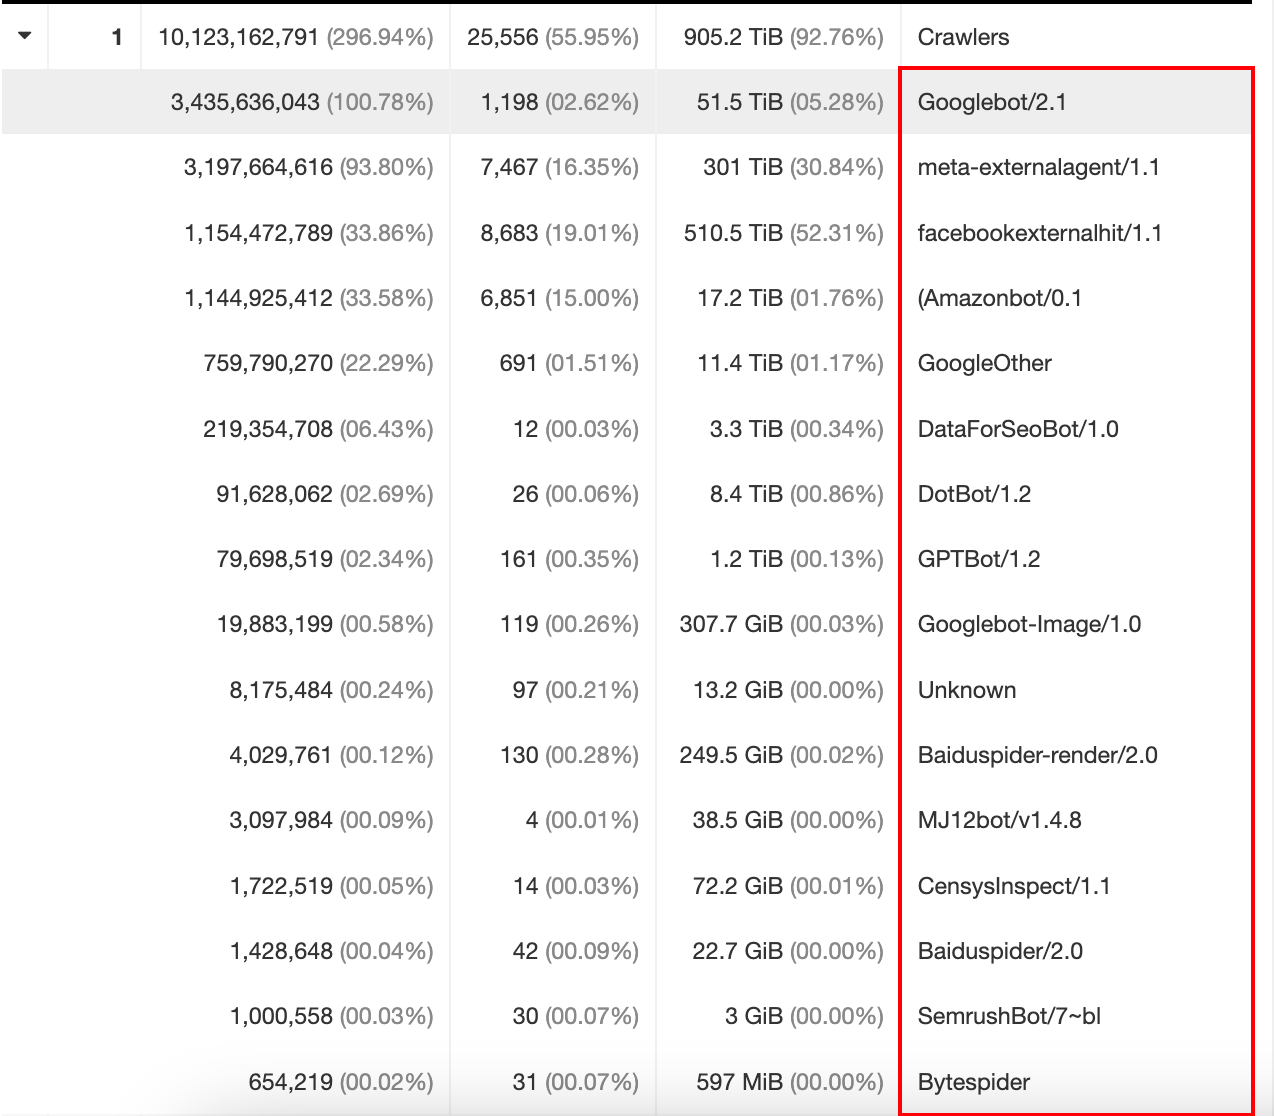 1 10,123,162,791 (296.94%) 25,556 (55.95%) 905.2 TiB (92.76%) Crawlers
3,435,636,043 (100.78%) 1,198 (02.62%) 51.5 TiB (05.28%) Googlebot/2.1
3,197,664,616 (93.80%) 7,467 (16.35%) 301 TiB (30.84%) meta-externalagent/1.1
1,154,472,789 (33.86%) 8,683 (19.01%) 510.5 TiB (52.31%) facebookexternalhit/1.1
1,144,925,412 (33.58%) 6,851 (15.00%) 17.2 TiB (01.76%) (Amazonbot/0.1
759,790,270 (22.29%) 691 (01.51%) 11.4 TiB (01.17%) GoogleOther
219,354,708 (06.43%) 12 (00.03%) 3.3 TiB (00.34%) DataForSeoBot/1.0
91,628,062 (02.69%) 26 (00.06%) 8.4 TiB (00.86%) DotBot/1.2
79,698,519 (02.34%) 161 (00.35%) 1.2 TiB (00.13%) GPTBot/1.2
19,883,199 (00.58%) 119 (00.26%) 307.7 GiB (00.03%) Googlebot-Image/1.0
8,175,484 (00.24%) 97 (00.21%) 13.2 GiB (00.00%) Unknown
4,029,761 (00.12%) 130 (00.28%) 249.5 GiB (00.02%) Baiduspider-render/2.0
3,097,984 (00.09%) 4 (00.01%) 38.5 GiB (00.00%) MJ12bot/v1.4.8
1,722,519 (00.05%) 14 (00.03%) 72.2 GiB (00.01%) CensysInspect/1.1
1,428,648 (00.04%) 42 (00.09%) 22.7 GiB (00.00%) Baiduspider/2.0
1,000,558 (00.03%) 30 (00.07%) 3 GiB (00.00%) SemrushBot/7~bl
654,219 (00.02%) 31 (00.07%) 597 MiB (00.00%) Bytespider